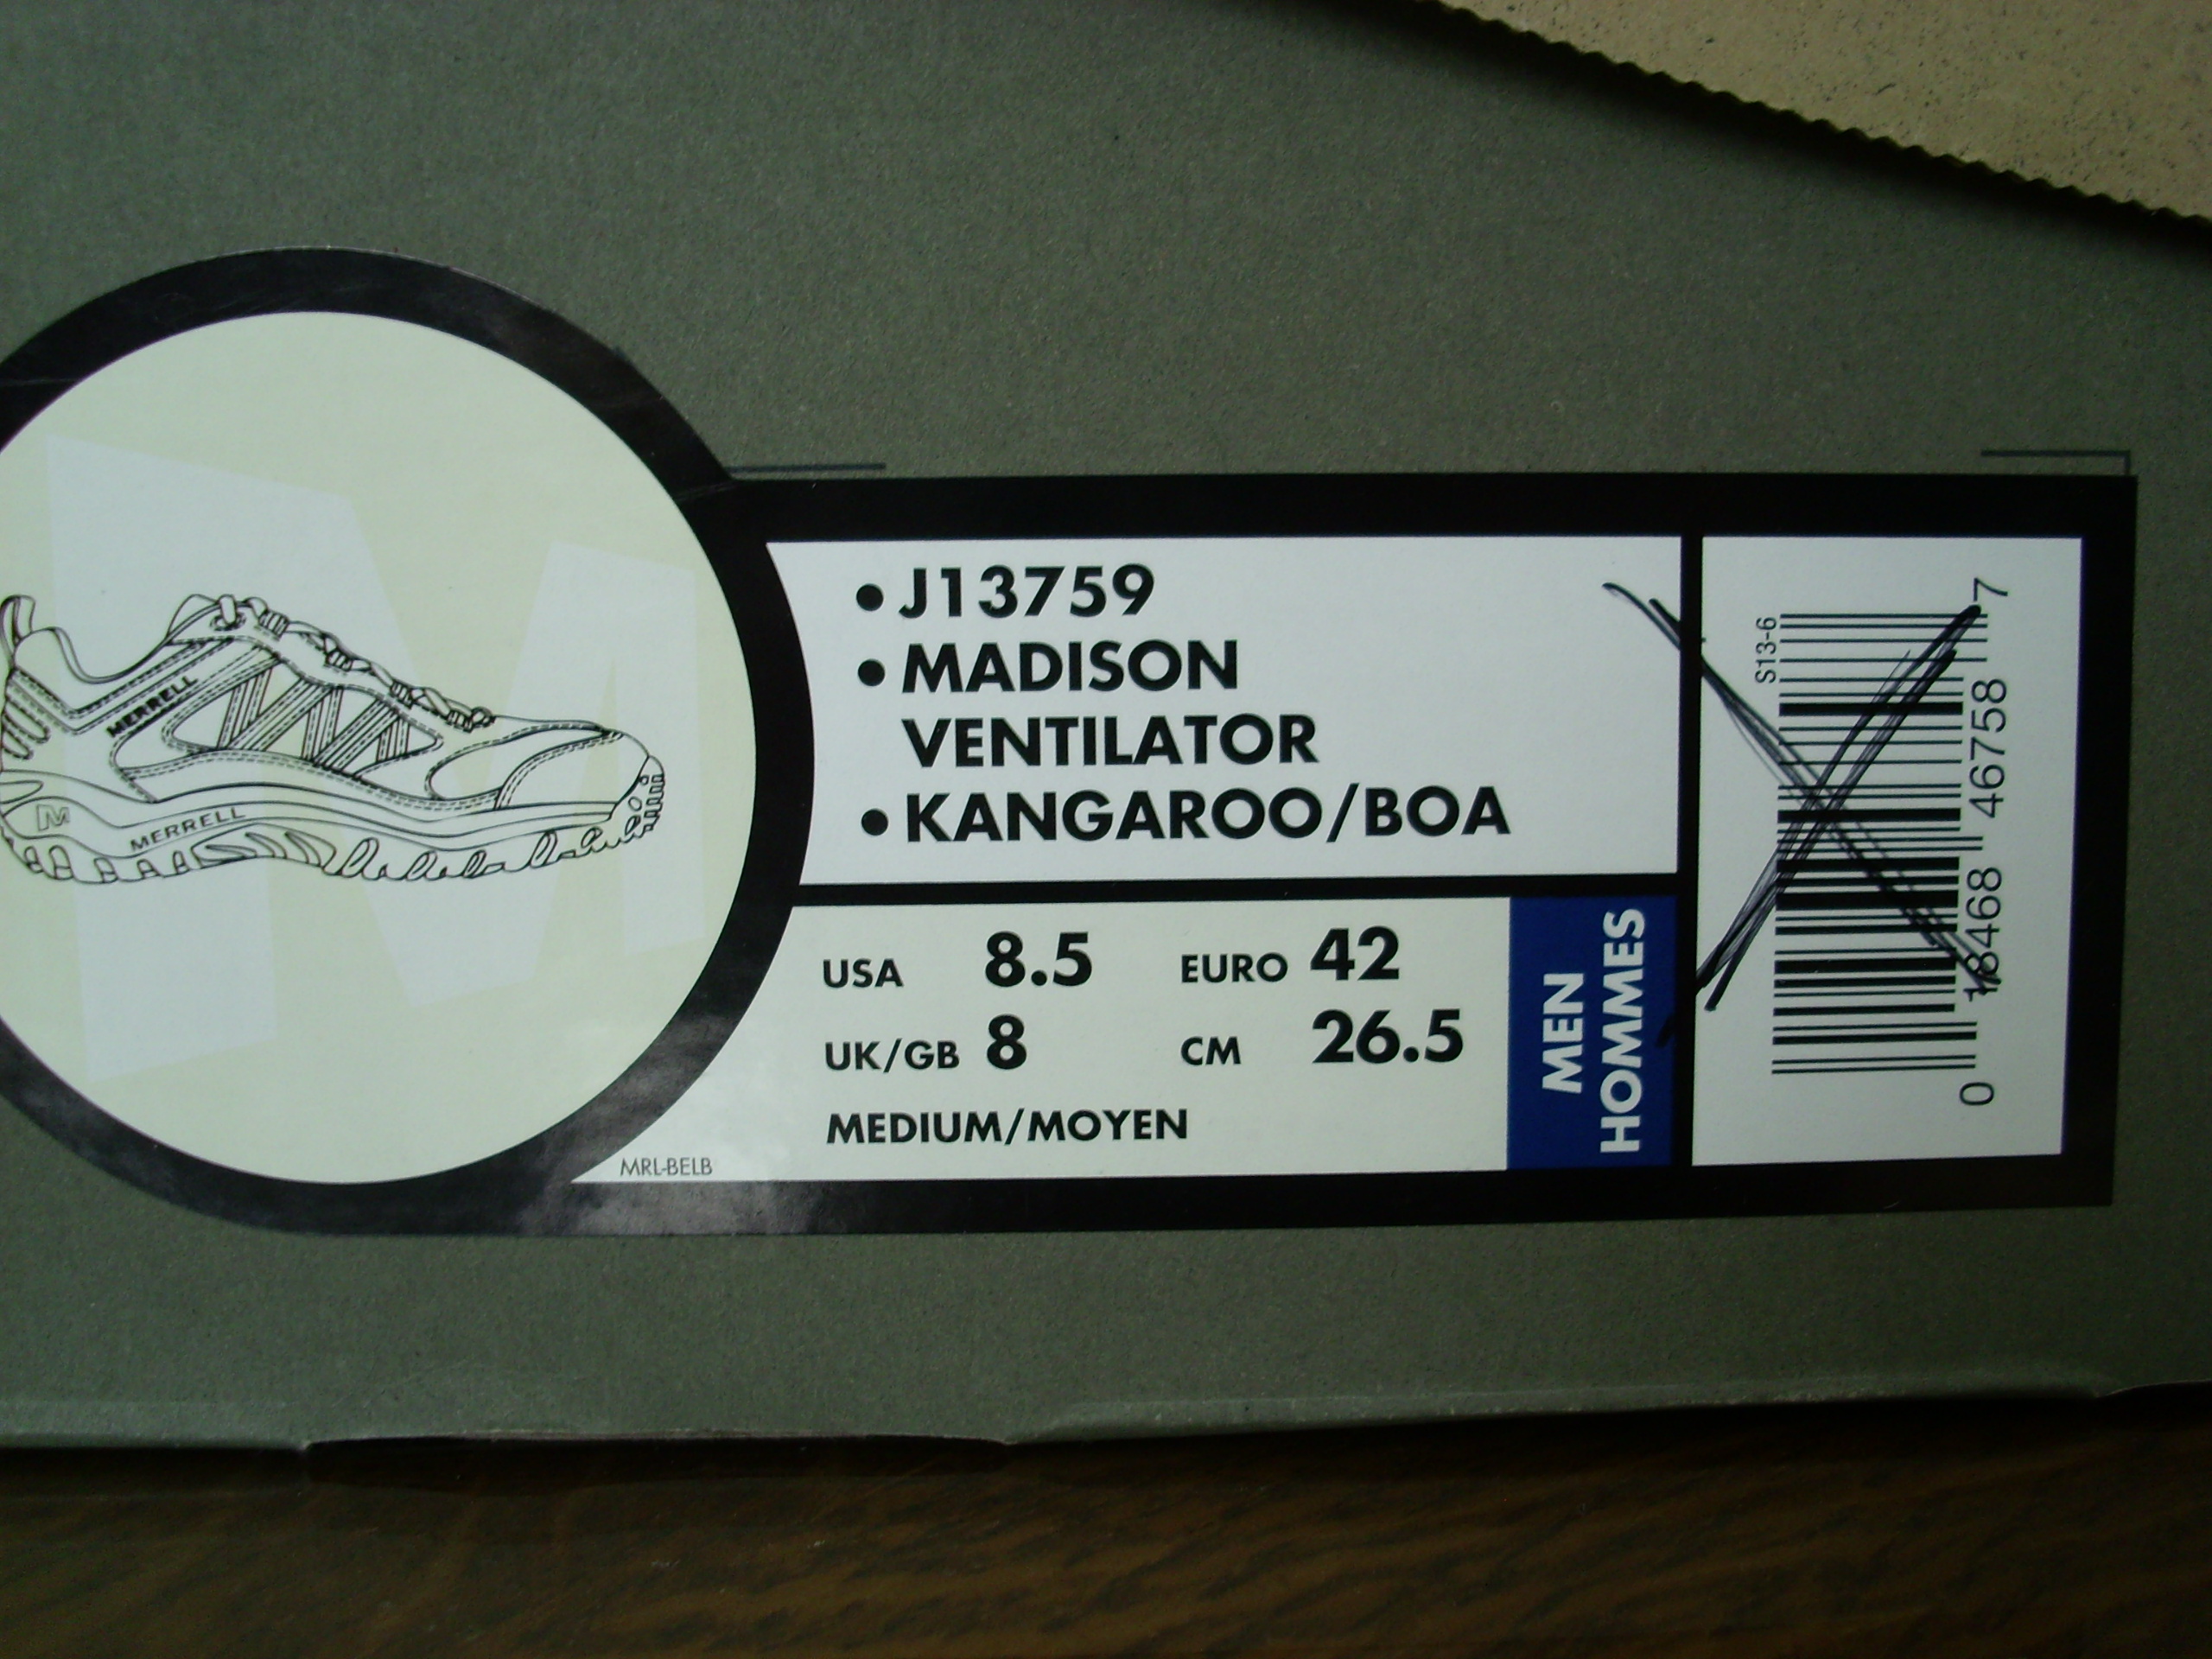 MERRELL
M
MERRELL
• J13759
• MADISON
VENTILATOR
• KANGAROO/BOA
USA 8.5 EURO 42
UK/GB 8 CM 26.5
MEDIUM/MOYEN
MRL-BELB
MEN
HOMMES
S13-6
0 18468 46758 7